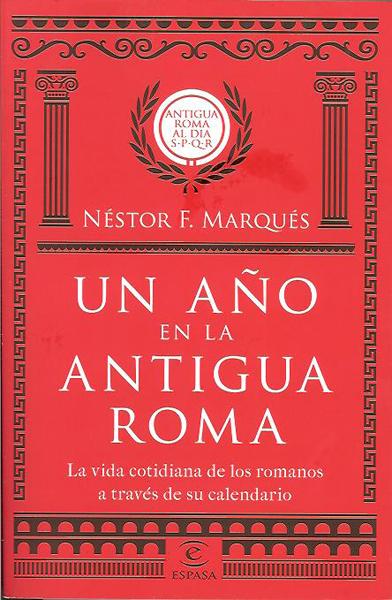 ANTIGUA
ROMA
AL DIA
S·P·Q·R
NÉSTOR F. MARQUÉS
UN AÑO
EN LA
ANTIGUA
ROMA
La vida cotidiana de los romanos
a través de su calendario
e
ESPASA